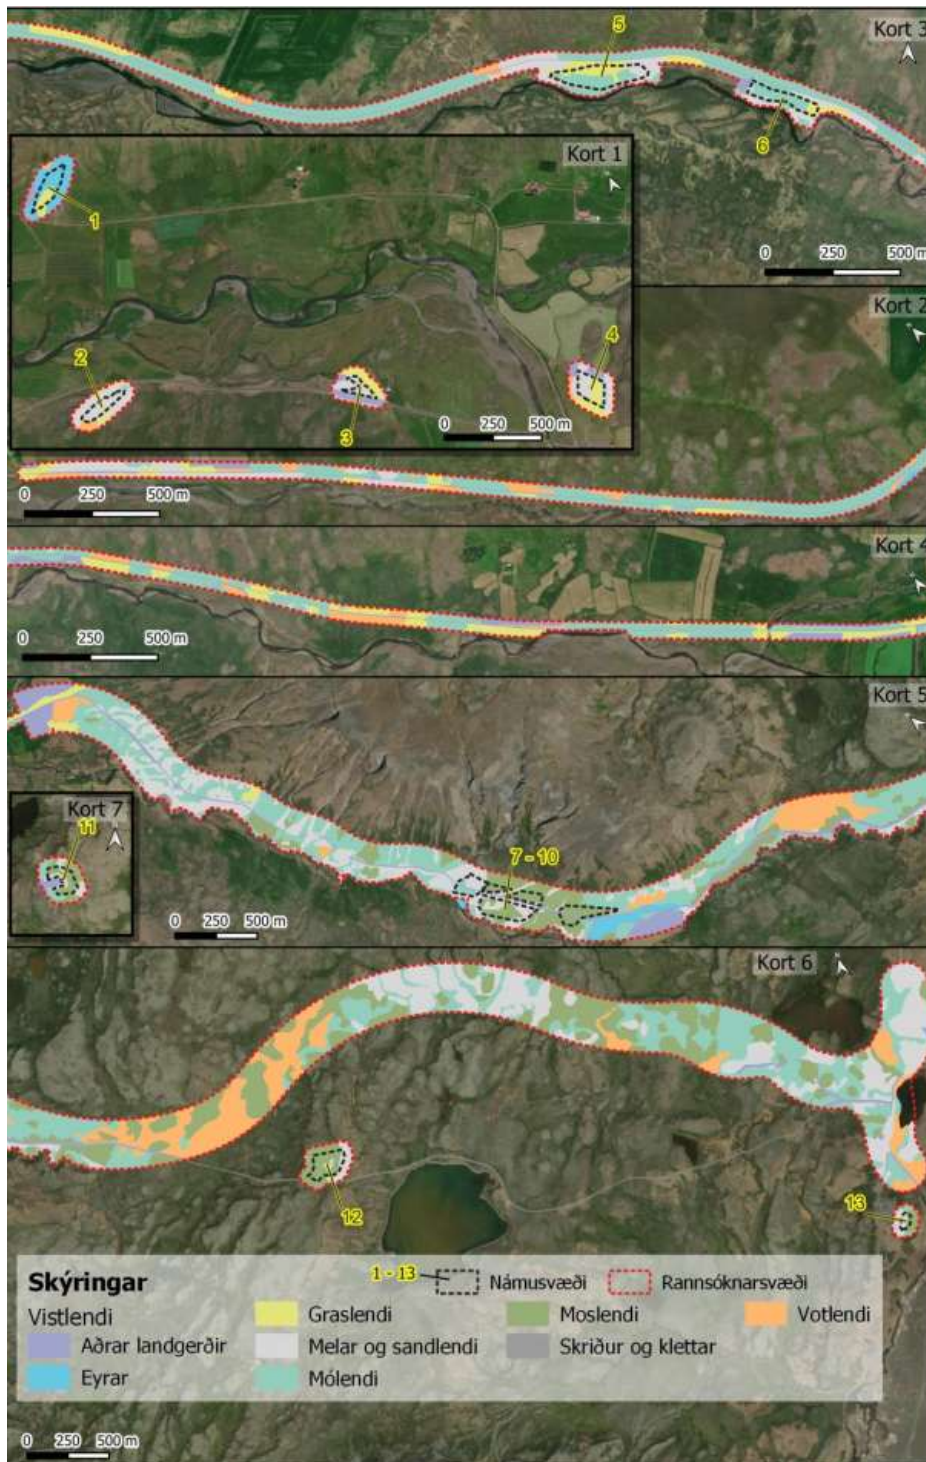 5
Kort 3
6
0 250 500 m
Kort 1
1
2
3
4
0 250 500 m
Kort 2
0 250 500 m
Kort 4
0 250 500 m
Kort 5
Kort 7
11
7 - 10
0 250 500 m
Kort 6
12
13
Skýringar
1 - 13 Námusvæði Rannsóknarsvæði
Vistlendi
Graslendi Moslendi Votlendi
Aðrar landgerðir Melar og sandlendi Skriður og klettar
Eyrar Mólendi
0 250 500 m